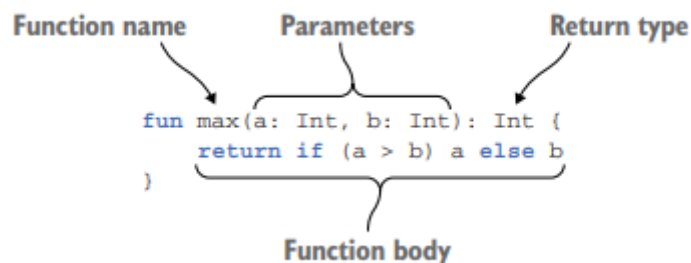 Function name Parameters Return type
fun max(a: Int, b: Int): Int {
return if (a > b) a else b
}
Function body